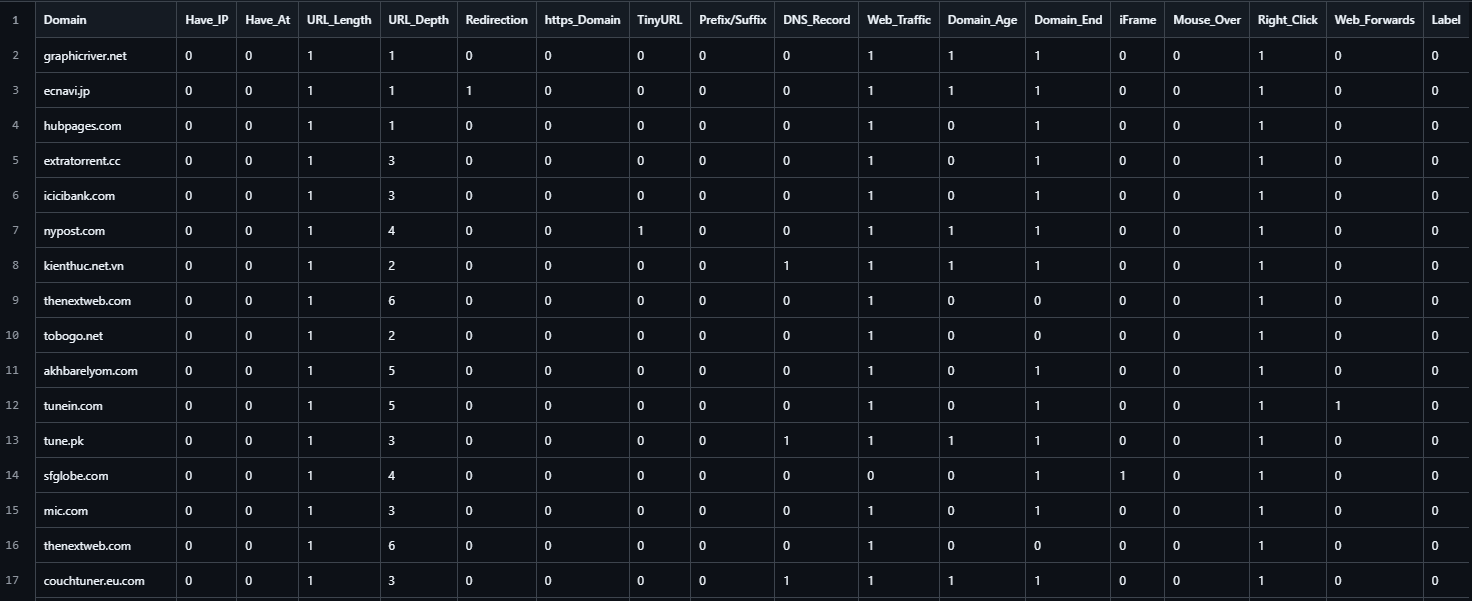 1 Domain Have_IP Have_At URL_Length URL_Depth Redirection https_Domain TinyURL Prefix/Suffix DNS_Record Web_Traffic Domain_Age Domain_End iFrame Mouse_Over Right_Click Web_Forwards Label
2 graphicriver.net 0 0 1 1 0 0 0 0 0 1 1 1 0 0 1 0 0
3 ecnavi.jp 0 0 1 1 1 0 0 0 0 1 1 1 0 0 1 0 0
4 hubpages.com 0 0 1 1 0 0 0 0 0 1 0 1 0 0 1 0 0
5 extratorrent.cc 0 0 1 3 0 0 0 0 0 1 0 1 0 0 1 0 0
6 icicibank.com 0 0 1 3 0 0 0 0 0 1 0 1 0 0 1 0 0
7 nypost.com 0 0 1 4 0 0 1 0 0 1 1 1 0 0 1 0 0
8 kienthuc.net.vn 0 0 1 2 0 0 0 0 1 1 1 1 0 0 1 0 0
9 thenextweb.com 0 0 1 6 0 0 0 0 0 1 0 0 0 0 1 0 0
10 tobogo.net 0 0 1 2 0 0 0 0 0 1 0 0 0 0 1 0 0
11 akhbarelyom.com 0 0 1 5 0 0 0 0 0 1 0 1 0 0 1 0 0
12 tunein.com 0 0 1 5 0 0 0 0 0 1 0 1 0 0 1 1 0
13 tune.pk 0 0 1 3 0 0 0 0 1 1 1 1 0 0 1 0 0
14 sfglobe.com 0 0 1 4 0 0 0 0 0 0 0 1 1 0 1 0 0
15 mic.com 0 0 1 3 0 0 0 0 0 1 0 1 0 0 1 0 0
16 thenextweb.com 0 0 1 6 0 0 0 0 0 1 0 0 0 0 1 0 0
17 couchtuner.eu.com 0 0 1 3 0 0 0 0 1 1 1 1 0 0 1 0 0